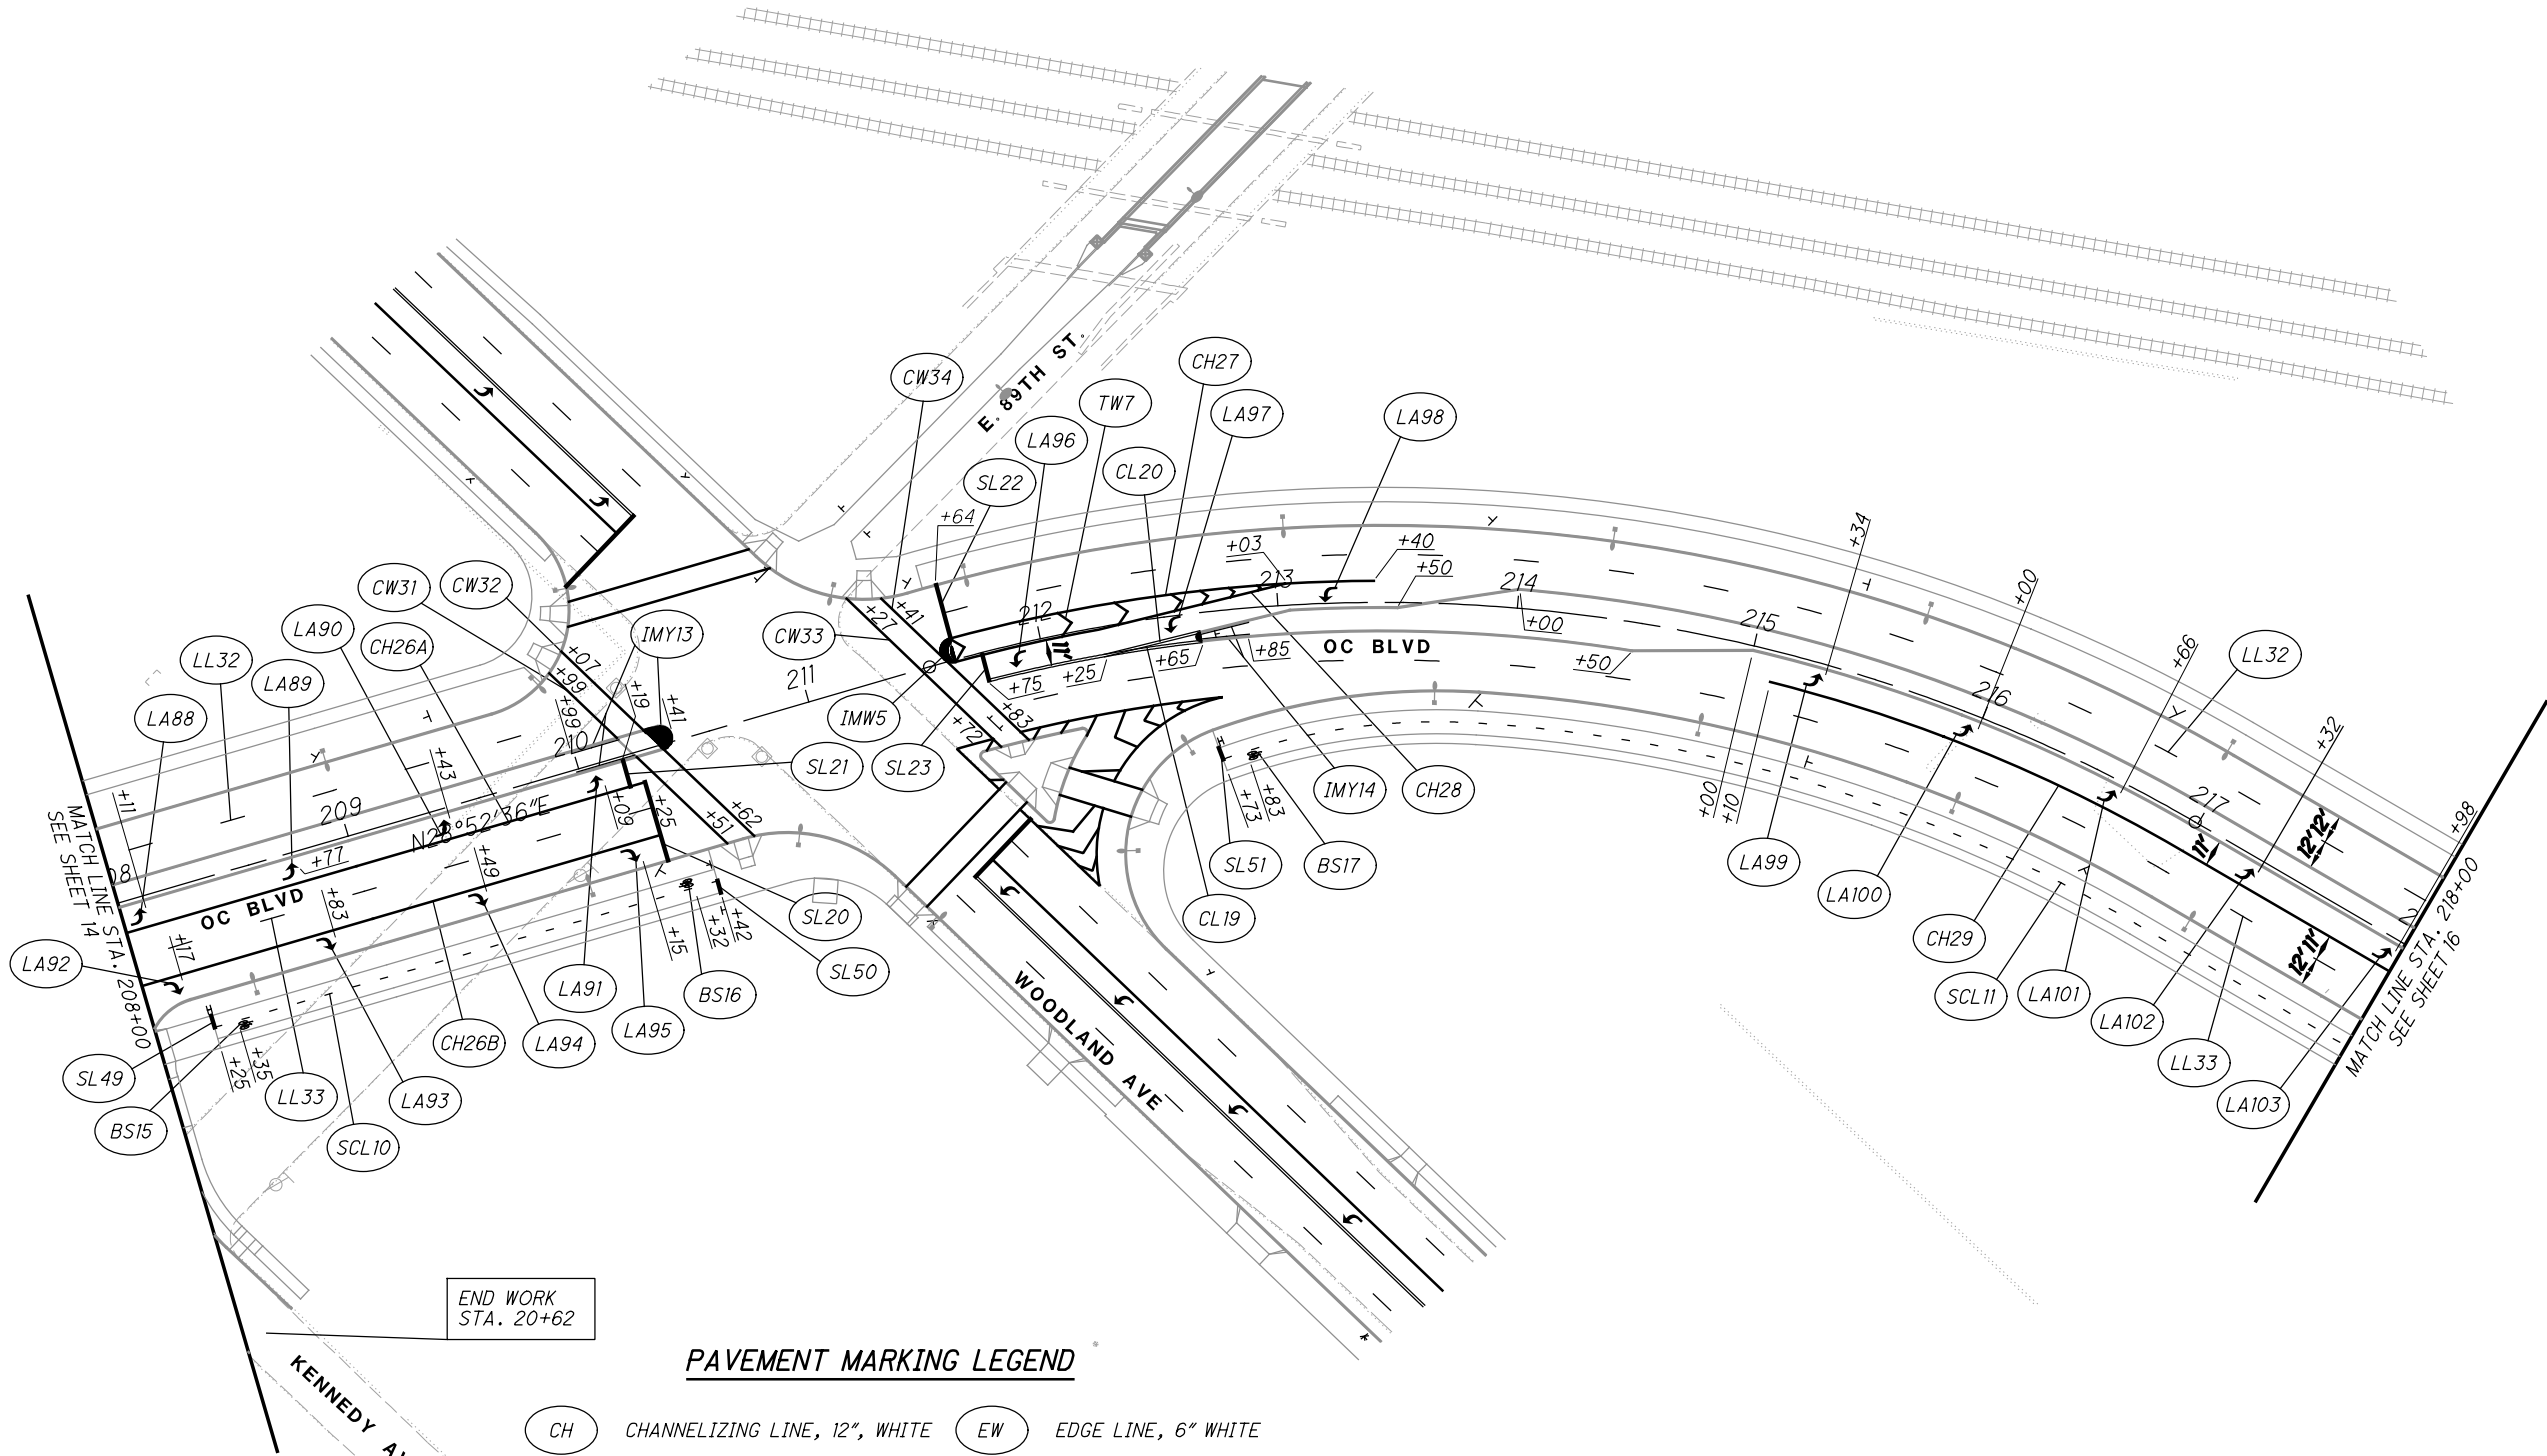 E. 89TH ST.
CH27
CW34
TW7
LA97
LA98
LA96
CL20
SL22
+64
+34
+03
+40
+50
213
214
+00
CW31
CW32
+41
+27
212
11'
215
+00
LA90
CH26A
IMY13
CW33
OC BLVD
+66
LL32
LL32
LA89
+07
+99
+99
+19
+41
211
+75
+25
+65
+85
+50
216
LA88
IMW5
+83
+72
210
SL21
SL23
+32
+43
IMY14
CH28
+73
+83
+00
+10
217
12' 12'
+98
+11
209
N26°52'36"E
+09
+25
+62
+51
11'
08
+77
OC BLVD
+49
+83
SL51
BS17
LA99
LA100
MATCH LINE STA. 208+00
SEE SHEET 14
+17
+15
+32
+42
SL20
CL19
CH29
12' 11'
2
MATCH LINE STA. 218+00
SEE SHEET 16
LA92
LA91
BS16
SL50
SCL11
LA101
LA102
LA95
CH26B
LA94
LL33
SL49
+25
+35
LL33
LA93
LA103
BS15
SCL10
WOODLAND AVE
END WORK
STA. 20+62
KENNEDY
PAVEMENT MARKING LEGEND
CH CHANNELIZING LINE, 12", WHITE EW EDGE LINE, 6" WHITE